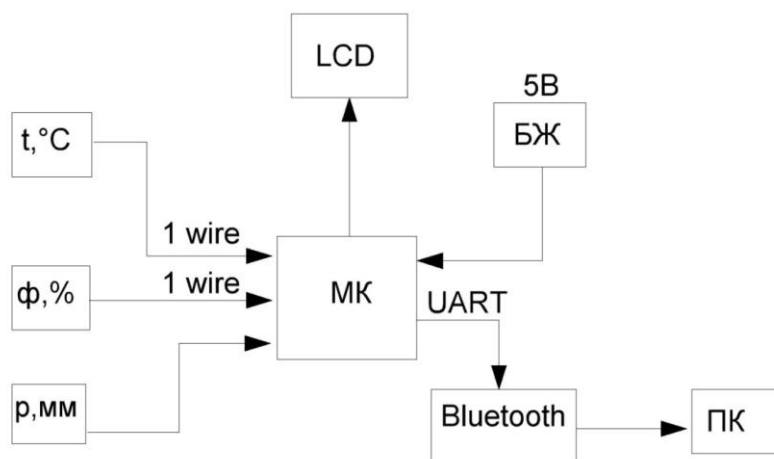 LCD
5В
БЖ
t,°C
1 wire
ф,%
1 wire
МК
UART
р,мм
Bluetooth
ПК